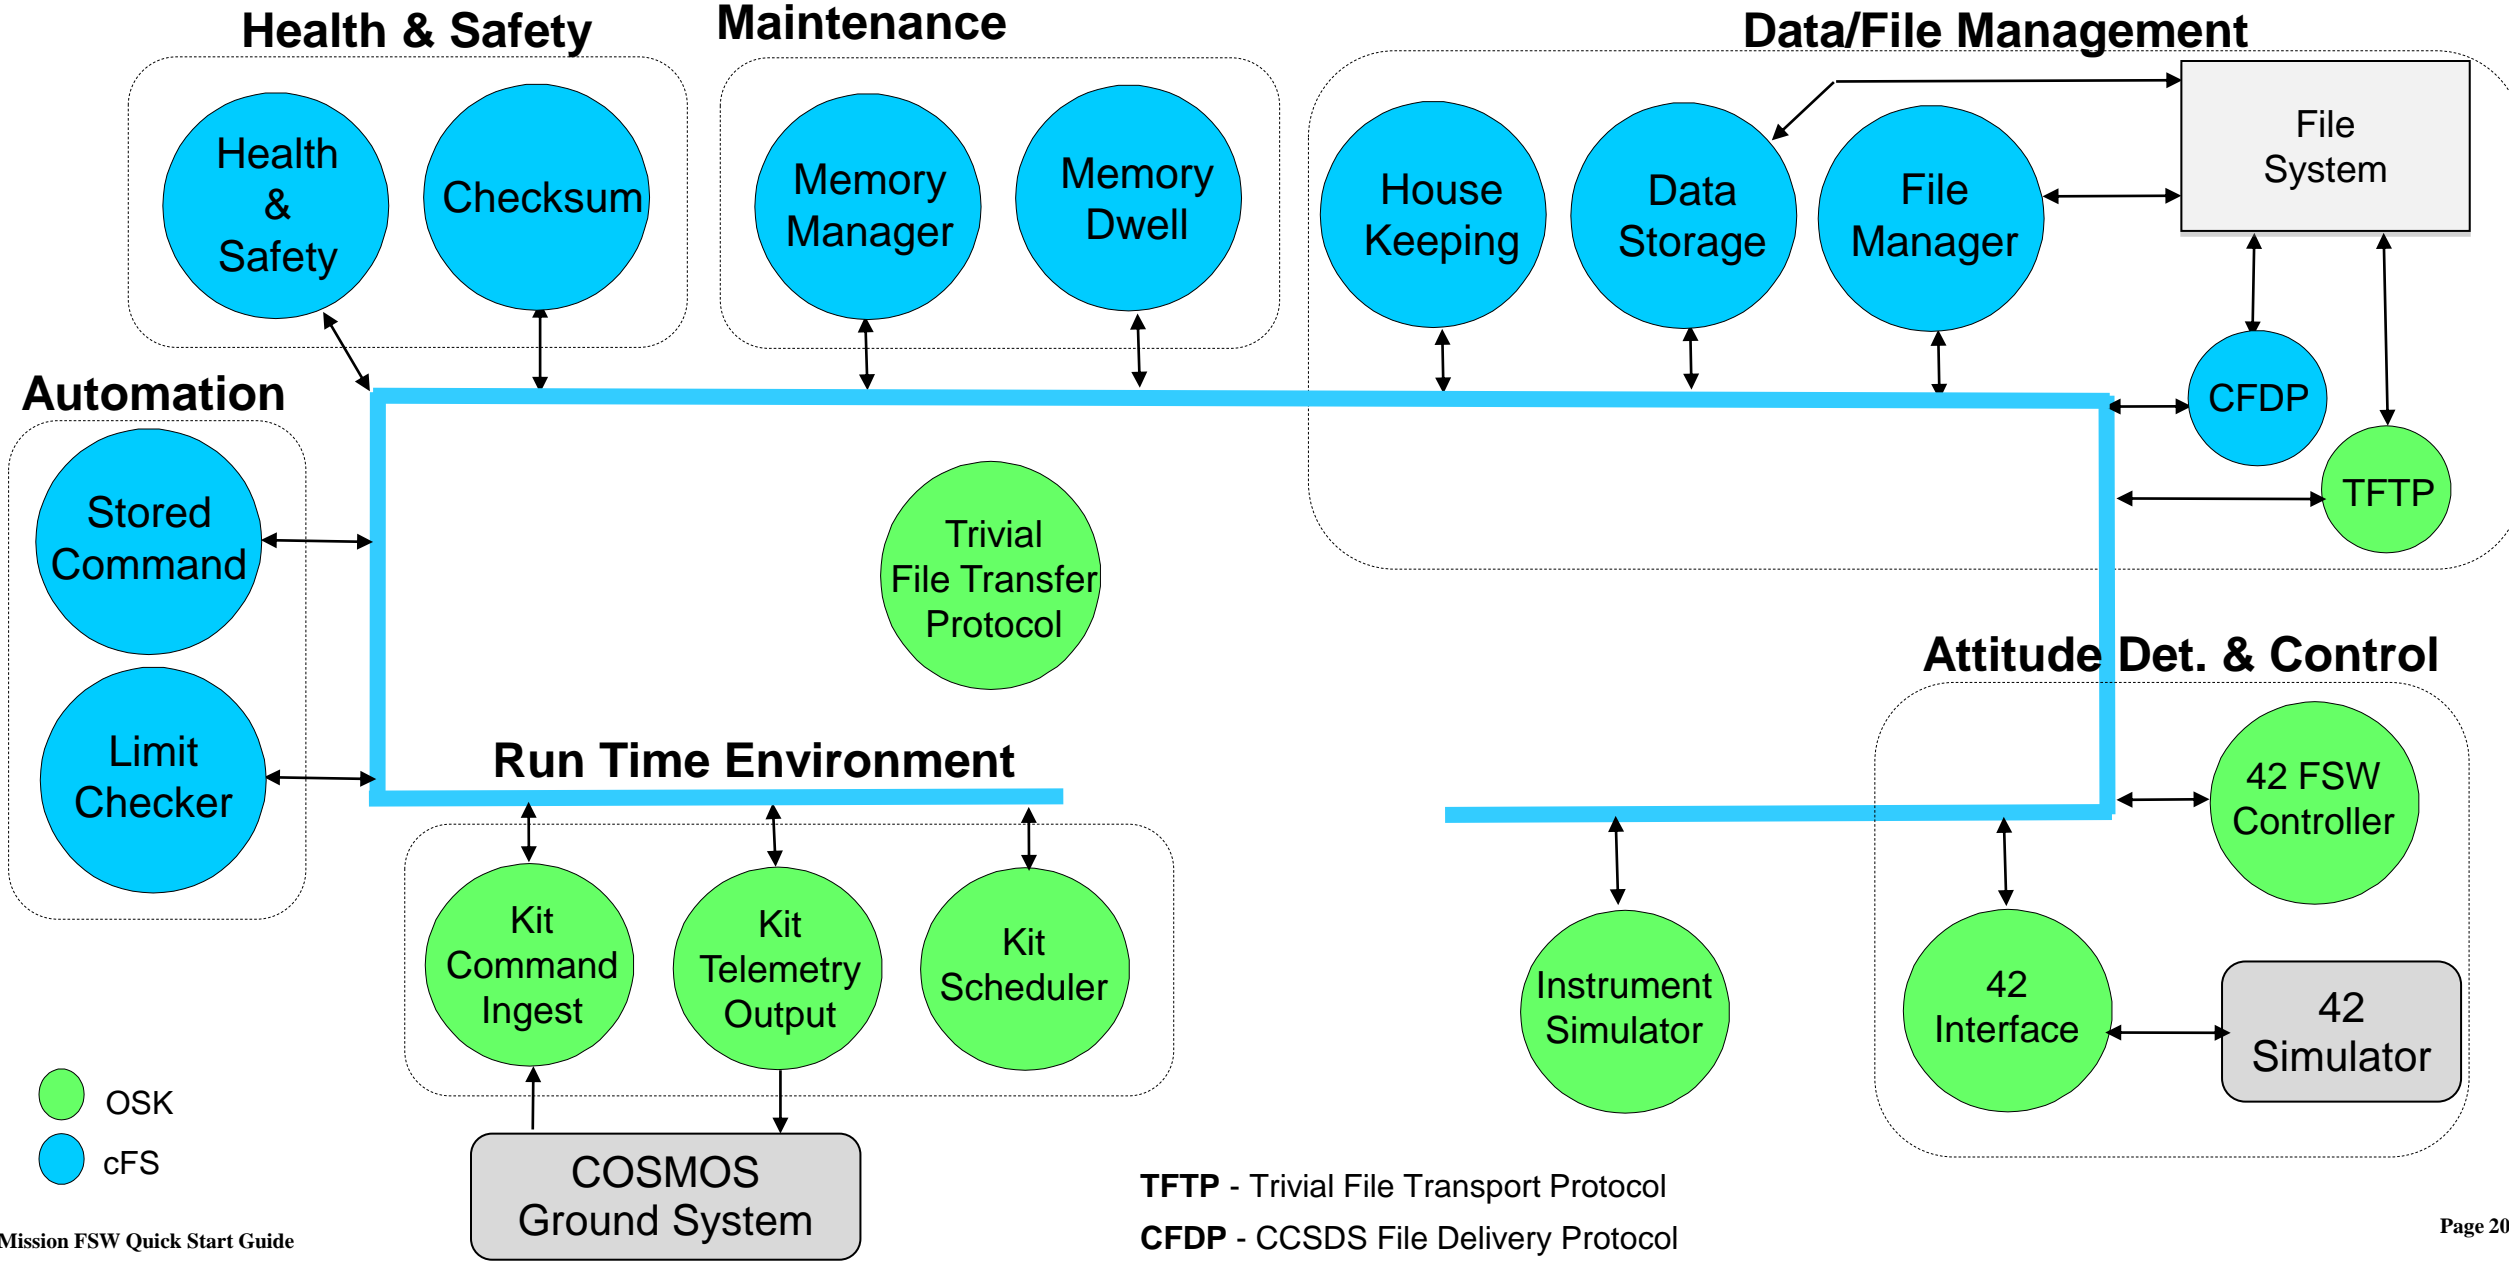 Health & Safety
Maintenance
Data/File Management
Health
&
Safety
Checksum
Memory
Manager
Memory
Dwell
House
Keeping
Data
Storage
File
Manager
File
System
CFDP
TFTP
Automation
Stored
Command
Limit
Checker
Trivial
File Transfer
Protocol
Attitude Det. & Control
42 FSW
Controller
Run Time Environment
Kit
Command
Ingest
Kit
Telemetry
Output
Kit
Scheduler
Instrument
Simulator
42
Interface
42
Simulator
OSK
cFS
COSMOS
Ground System
TFTP - Trivial File Transport Protocol
CFDP - CCSDS File Delivery Protocol
Mission FSW Quick Start Guide
Page 20